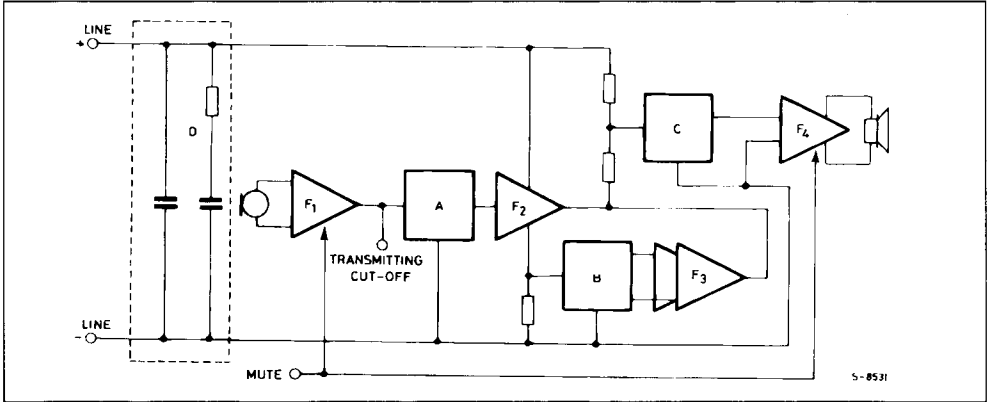 LINE
+
D
F1
A
F2
C
F4
TRANSMITTING
CUT-OFF
B
F3
LINE
-
MUTE
S-8531